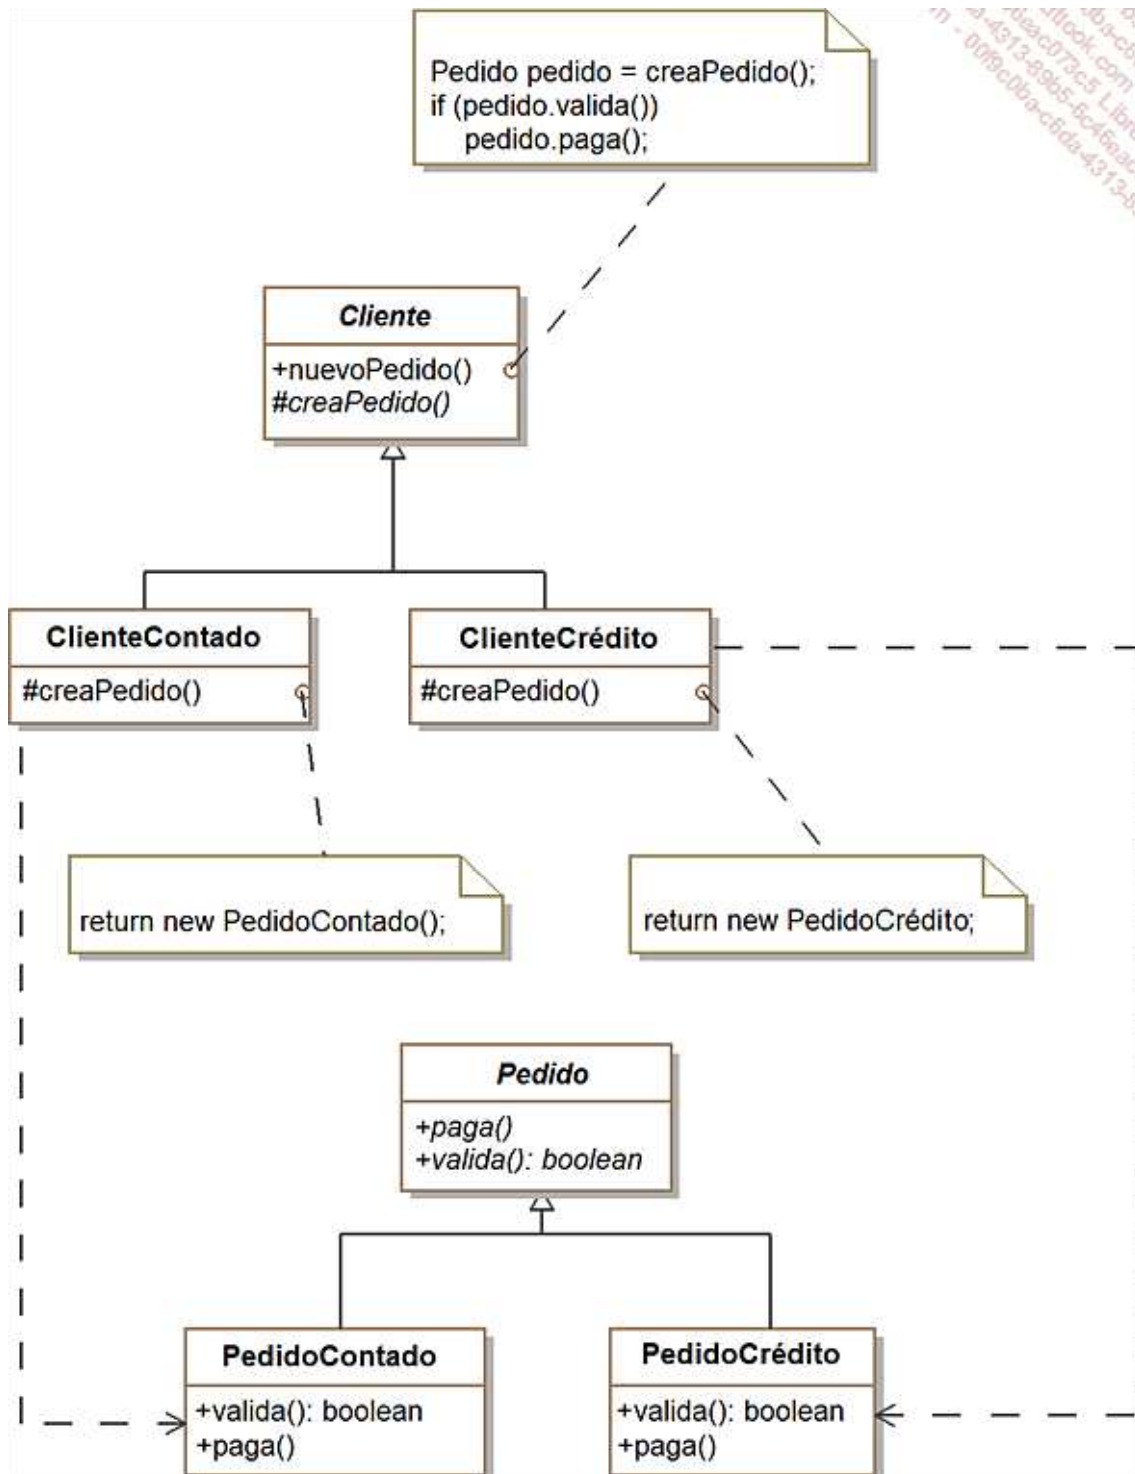 Pedido pedido = creaPedido();
if (pedido.valida())
pedido.paga();
Cliente
+nuevoPedido()
#creaPedido()
ClienteContado
#creaPedido()
ClienteCrédito
#creaPedido()
return new PedidoContado();
return new PedidoCrédito;
Pedido
+paga()
+valida(): boolean
PedidoContado
+valida(): boolean
+paga()
PedidoCrédito
+valida(): boolean
+paga()